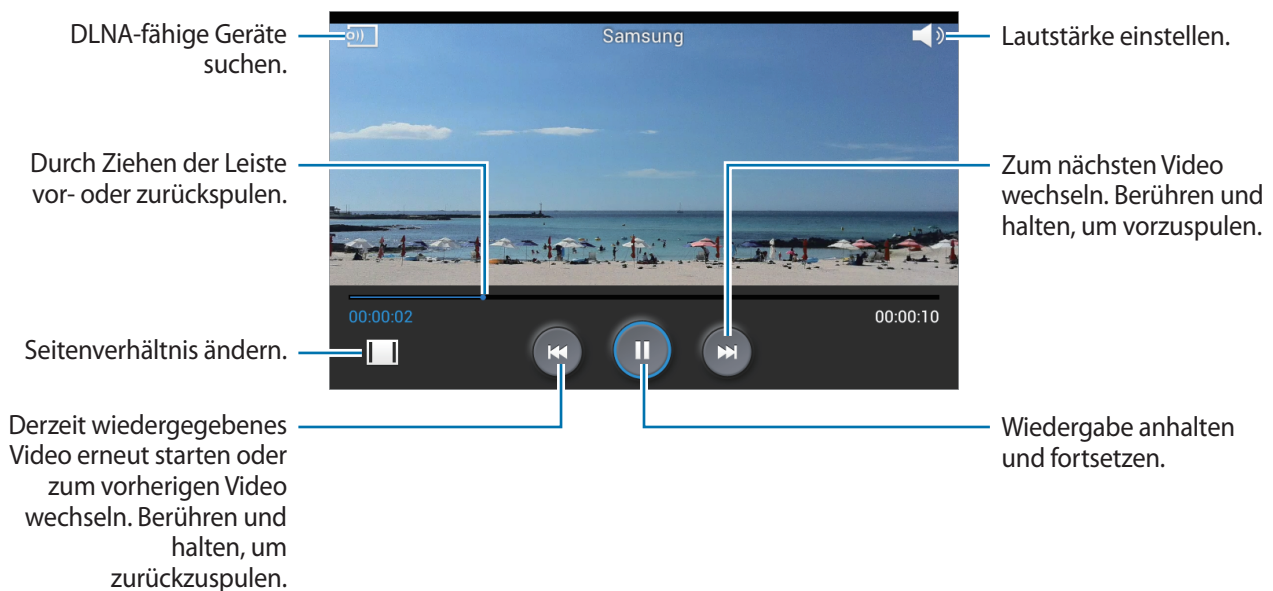 DLNA-fähige Geräte
suchen.
Samsung
Lautstärke einstellen.
Durch Ziehen der Leiste
vor- oder zurückspulen.
Zum nächsten Video
wechseln. Berühren und
halten, um vorzuspulen.
00:00:02
00:00:10
Seitenverhältnis ändern.
Derzeit wiedergegebenes
Video erneut starten oder
zum vorherigen Video
wechseln. Berühren und
halten, um
zurückzuspulen.
Wiedergabe anhalten
und fortsetzen.